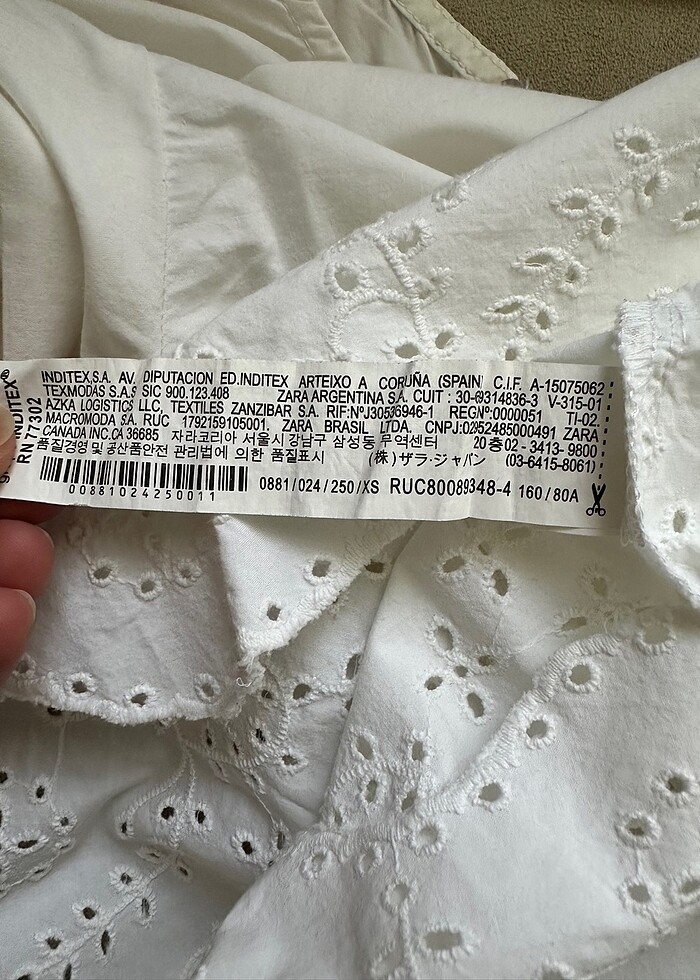 INDITEX®
RN 77302
INDITEX,S.A. AV. DIPUTACION ED.INDITEX ARTEIXO A CORUÑA (SPAIN C.I.F. A-15075062
TEXMODAS S.A.S SIC 900.123.408 ZARA ARGENTINA S.A. CUIT : 30-69314836-3 V-315-01
AZKA LOGISTICS LLC, TEXTILES ZANZIBAR S.A. RIF:NºJ30536946-1 REGNº:0000051 TI-02.
MACROMODA S.A. RUC 1792159105001. ZARA BRASIL LTDA. CNPJ:02952485000491 ZARA
CANADA INC.CA 36685 자라코리아 서울시 강남구 삼성동 무역센터 20층 02 - 3413- 9800
품질경영 및 공산품안전 관리법에 의한 품질표시 (株) ザラ・ジャパン (03-6415-8061)
00881024250011 0881/024/250/XS RUC80089348-4 160/80A